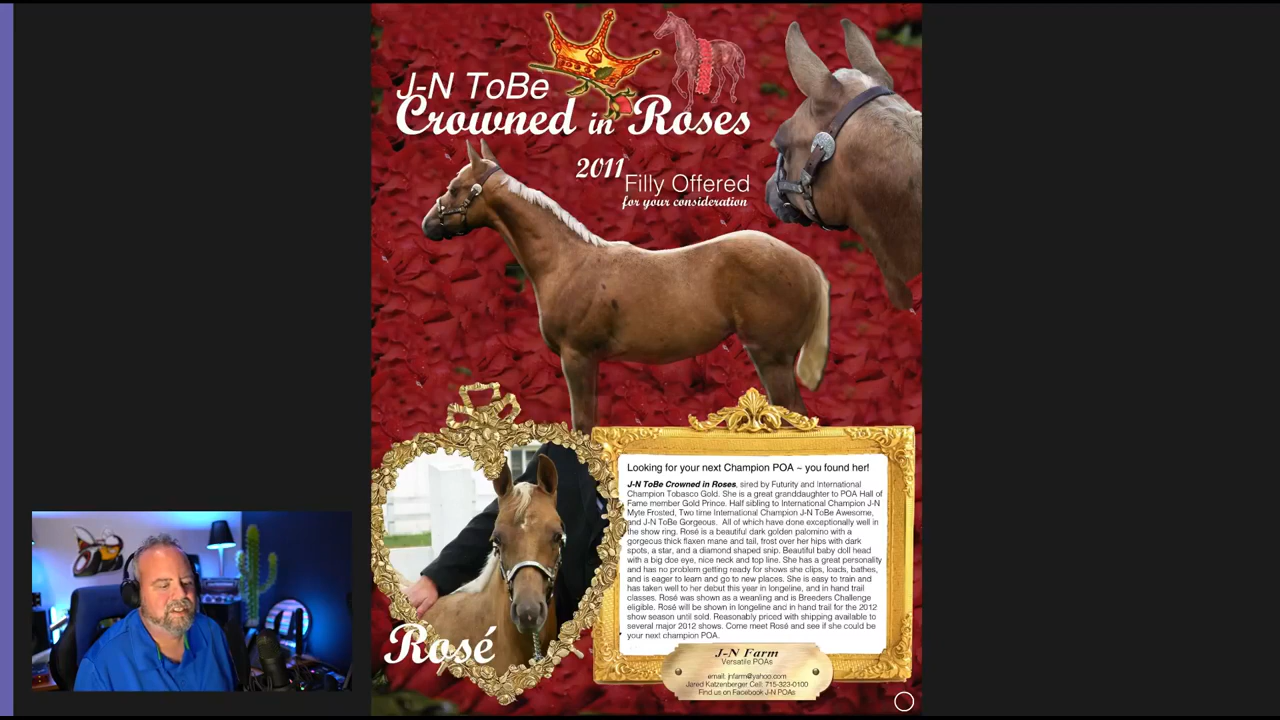 J-N ToBe
Crowned in Roses
2011
Filly Offered
for your consideration
Looking for your next Champion POA ~ you found her!
J-N ToBe Crowned in Roses, sired by Futurity and International
Champion Tobasco Gold. She is a great granddaughter to POA Hall of
Fame member Gold Prince. Half sibling to International Champion J-N
Myte Frosted, Two time International Champion J-N ToBe Awesome,
and J-N ToBe Gorgeous. All of which have done exceptionally well in
the show ring. Rosé is a beautiful dark golden palomino with a
gorgeous thick flaxen mane and tail, frost over her hips with dark
spots, a star, and a diamond shaped snip. Beautiful baby doll head
with a big doe eye, nice neck and top line. She has a great personality
and has no problem getting ready for shows she clips, loads, bathes,
and is eager to learn and go to new places. She is easy to train and
has taken well to her debut this year in longeline, and in hand trail
classes. Rosé was shown as a weanling and is Breeders Challenge
eligible. Rosé will be shown in longeline and in hand trail for the 2012
show season until sold. Reasonably priced with shipping available to
several major 2012 shows. Come meet Rosé and see if she could be
your next champion POA.
Rosé
J-N Farm
Versatile POAs
email: jnfarm@yahoo.com
Jared Katzenberger Cell: 715-323-0100
Find us on Facebook J-N POAs